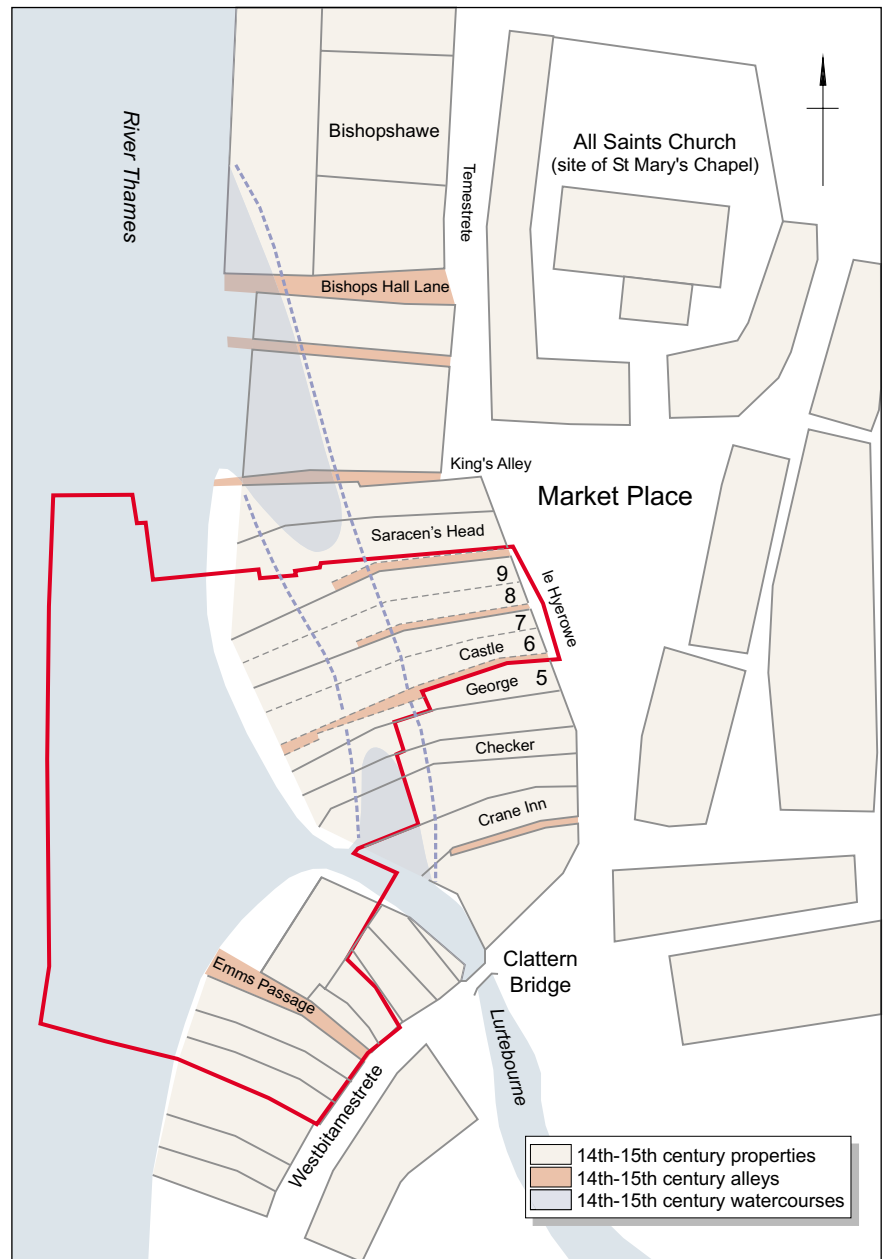 River Thames
Bishopshawe
Temestrete
All Saints Church
(site of St Mary's Chapel)
Bishops Hall Lane
King's Alley
Market Place
Saracen's Head
le Hyerowe
9
8
7
Castle 6
George 5
Checker
Crane Inn
Clattern
Bridge
Emms Passage
Lurtebourne
Westbitamestrete
14th-15th century properties
14th-15th century alleys
14th-15th century watercourses